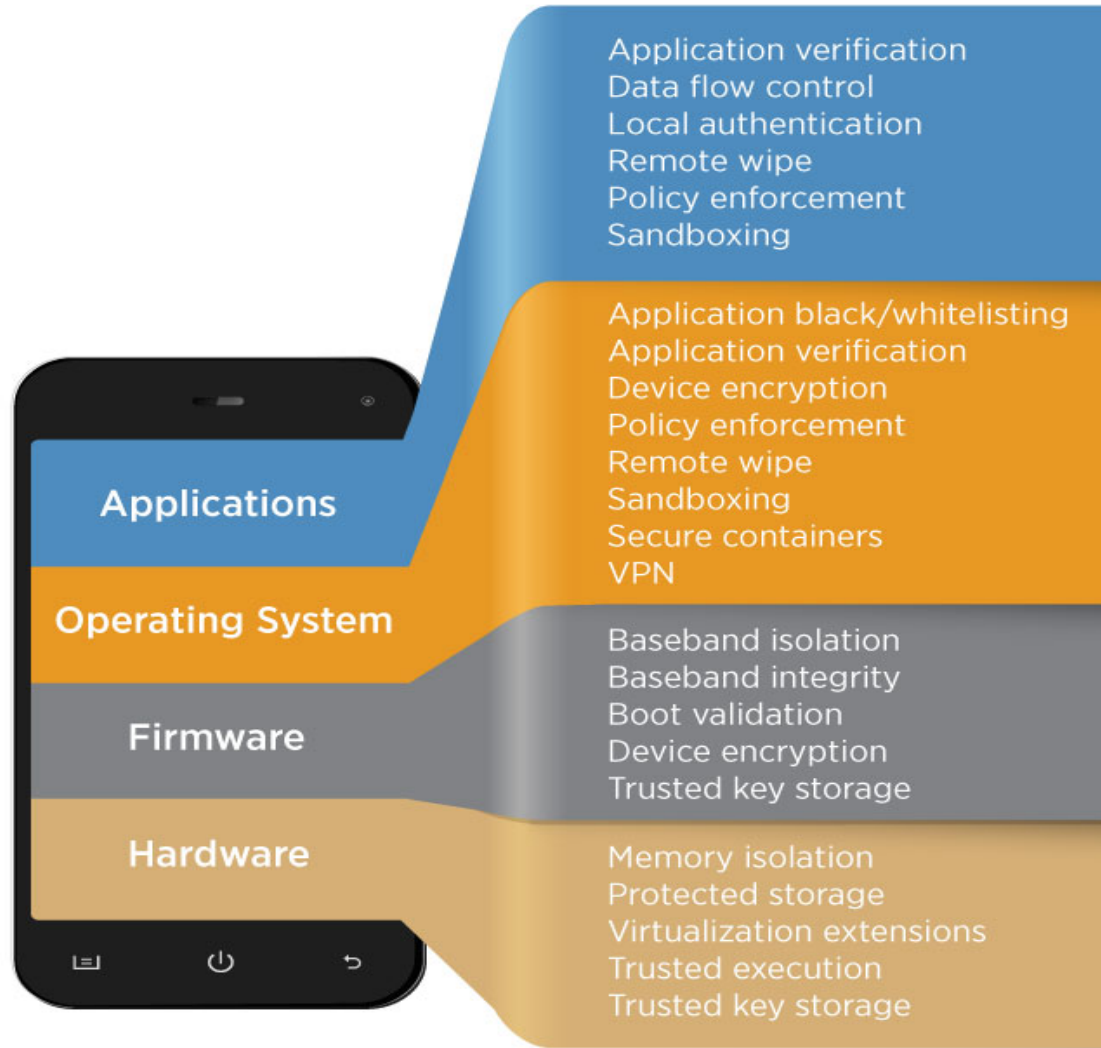 Applications
Application verification
Data flow control
Local authentication
Remote wipe
Policy enforcement
Sandboxing
Operating System
Application black/whitelisting
Application verification
Device encryption
Policy enforcement
Remote wipe
Sandboxing
Secure containers
VPN
Firmware
Baseband isolation
Baseband integrity
Boot validation
Device encryption
Trusted key storage
Hardware
Memory isolation
Protected storage
Virtualization extensions
Trusted execution
Trusted key storage